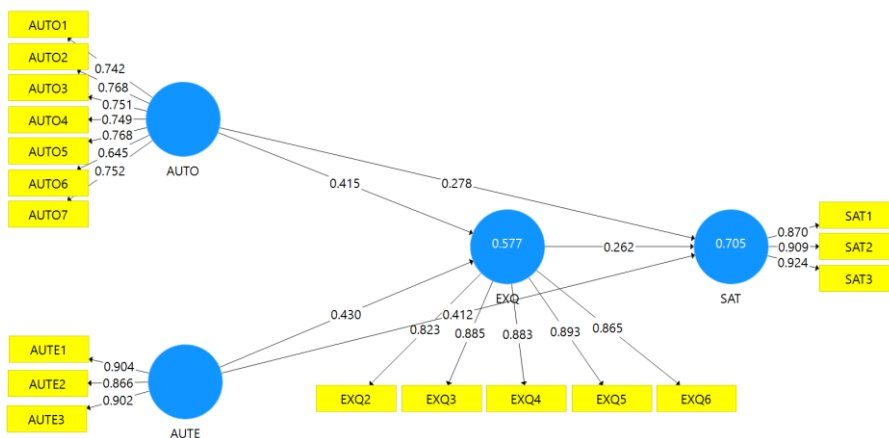 AUTO1
AUTO2
AUTO3
AUTO4
AUTO5
AUTO6
AUTO7
0.742
0.768
0.751
0.749
0.768
0.645
0.752
AUTO
0.415
0.278
0.577
EXQ
0.262
0.705
SAT
0.870
0.909
0.924
SAT1
SAT2
SAT3
0.430
0.412
0.823
0.885
0.883
0.893
0.865
EXQ2
EXQ3
EXQ4
EXQ5
EXQ6
AUTE1
AUTE2
AUTE3
0.904
0.866
0.902
AUTE